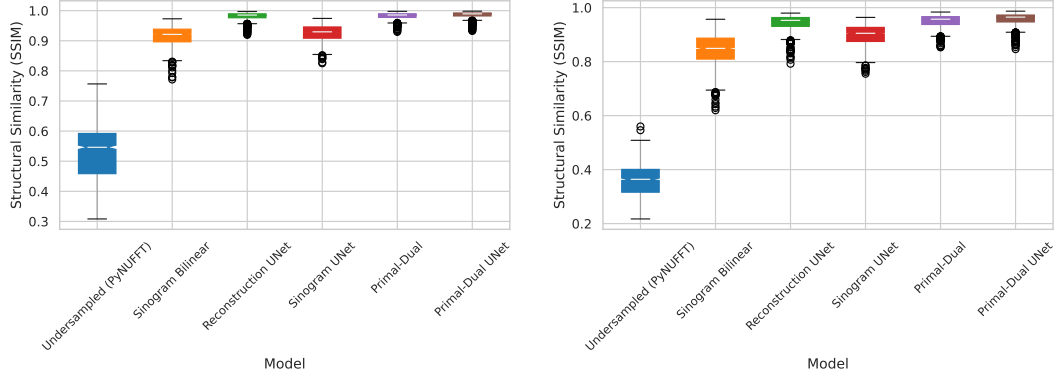 Structural Similarity (SSIM)
1.0
0.9
0.8
0.7
0.6
0.5
0.4
0.3
Undersampled (PyNUFFT)
Sinogram Bilinear
Reconstruction UNet
Sinogram UNet
Primal-Dual
Primal-Dual UNet
Model
Structural Similarity (SSIM)
1.0
0.8
0.6
0.4
0.2
Undersampled (PyNUFFT)
Sinogram Bilinear
Reconstruction UNet
Sinogram UNet
Primal-Dual
Primal-Dual UNet
Model